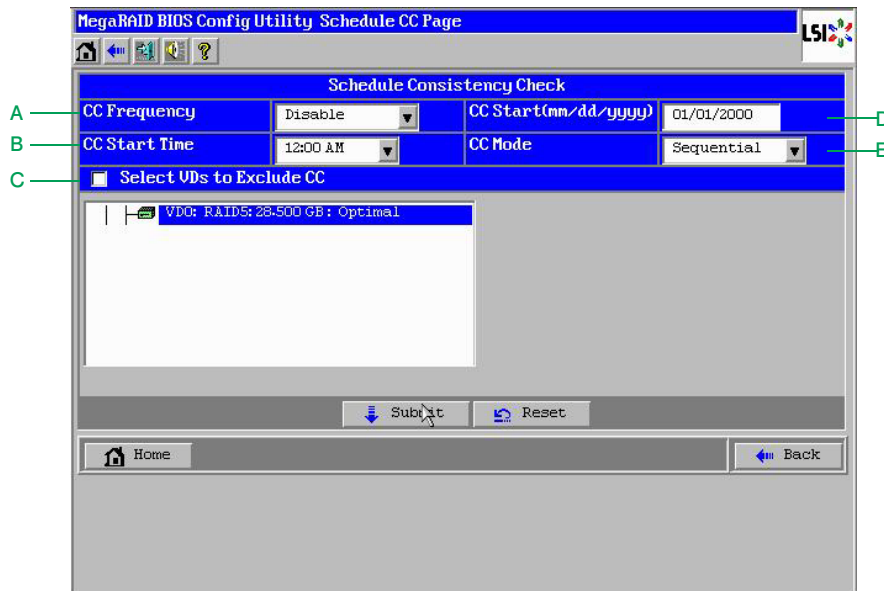 MegaRAID BIOS Config Utility Schedule CC Page
LSI
Schedule Consistency Check
A CC Frequency Disable CC Start(mm/dd/yyyy) 01/01/2000 D
B CC Start Time 12:00 AM CC Mode Sequential E
C Select VDs to Exclude CC
VD0: RAID5: 28.500 GB: Optimal
Submit Reset
Home Back